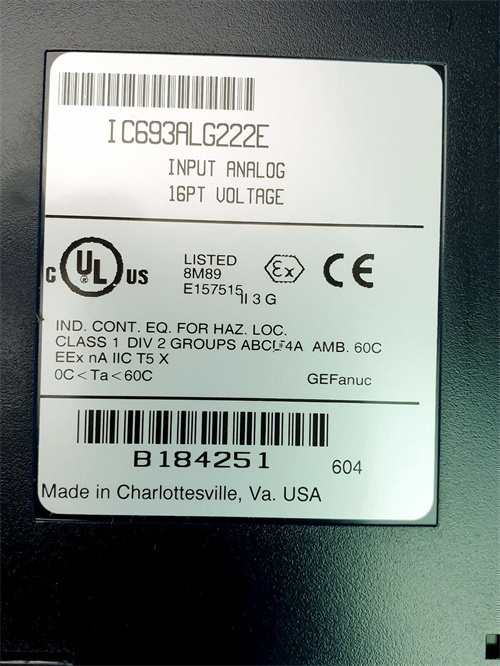 IC693ALG222E
INPUT ANALOG
16PT VOLTAGE
C UL US
LISTED
8M89
E157515
II 3 G
Ex
CE
IND. CONT. EQ. FOR HAZ. LOC.
CLASS 1 DIV 2 GROUPS ABCD T4A AMB. 60C
EEx nA IIC T5 X
0C<Ta<60C
GEFanuc
B184251
604
Made in Charlottesville, Va. USA